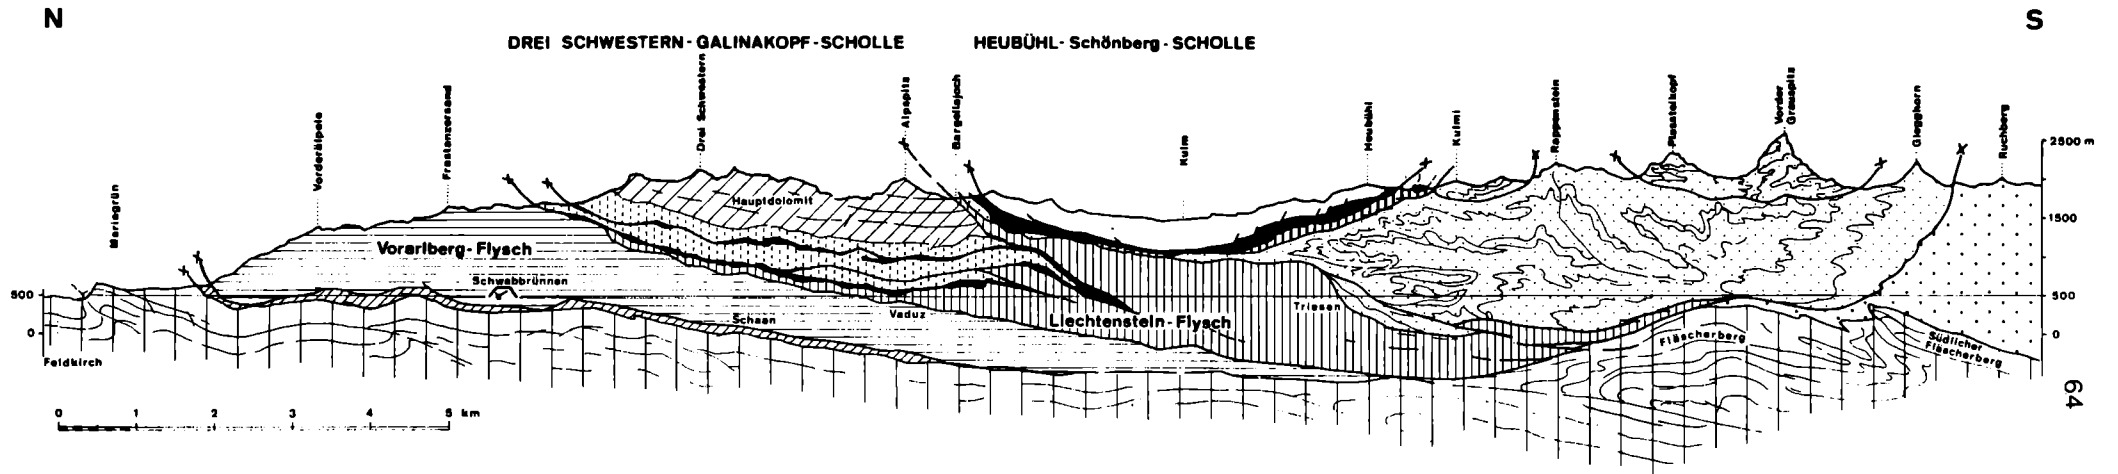 N
S
DREI SCHWESTERN-GALINAKOPF-SCHOLLE
HEUBÜHL-Schönberg-SCHOLLE
Mariagrün
Vorderälpele
Frastanzersand
Drei Schwestern
Alpspitz
Bargellajoch
Kulm
Heubühl
Kulmi
Rappenstein
Plasteikopf
Vorder
Grauspitz
Glegghorn
Ruchberg
2500 m
1500
500
0
Hauptdolomit
Vorarlberg-Flysch
Schwabbrünnen
500
0
Feldkirch
Schaan
Vaduz
Liechtenstein-Flysch
Triesen
Fläscherberg
Südlicher
Fläscherberg
0 1 2 3 4 5 km
64